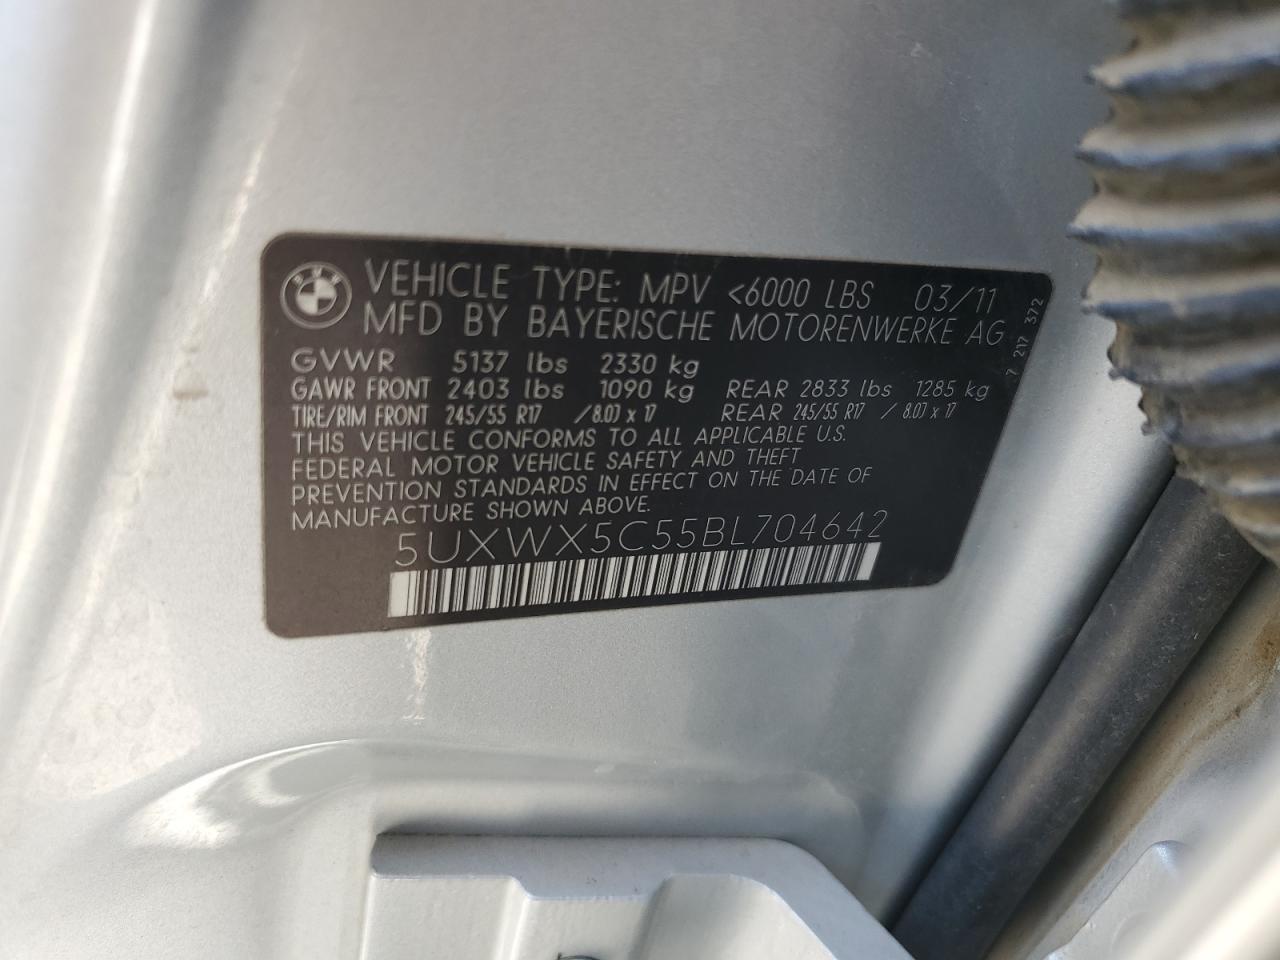 BMW
VEHICLE TYPE: MPV <6000 LBS 03/11
MFD BY BAYERISCHE MOTORENWERKE AG
GVWR 5137 lbs 2330 kg
GAWR FRONT 2403 lbs 1090 kg REAR 2833 lbs 1285 kg
TIRE/RIM FRONT 245/55 R17 / 8.0J x 17 REAR 245/55 R17 / 8.0J x 17
THIS VEHICLE CONFORMS TO ALL APPLICABLE U.S.
FEDERAL MOTOR VEHICLE SAFETY AND THEFT
PREVENTION STANDARDS IN EFFECT ON THE DATE OF
MANUFACTURE SHOWN ABOVE.
5UXWX5C55BL704642
7 217 372